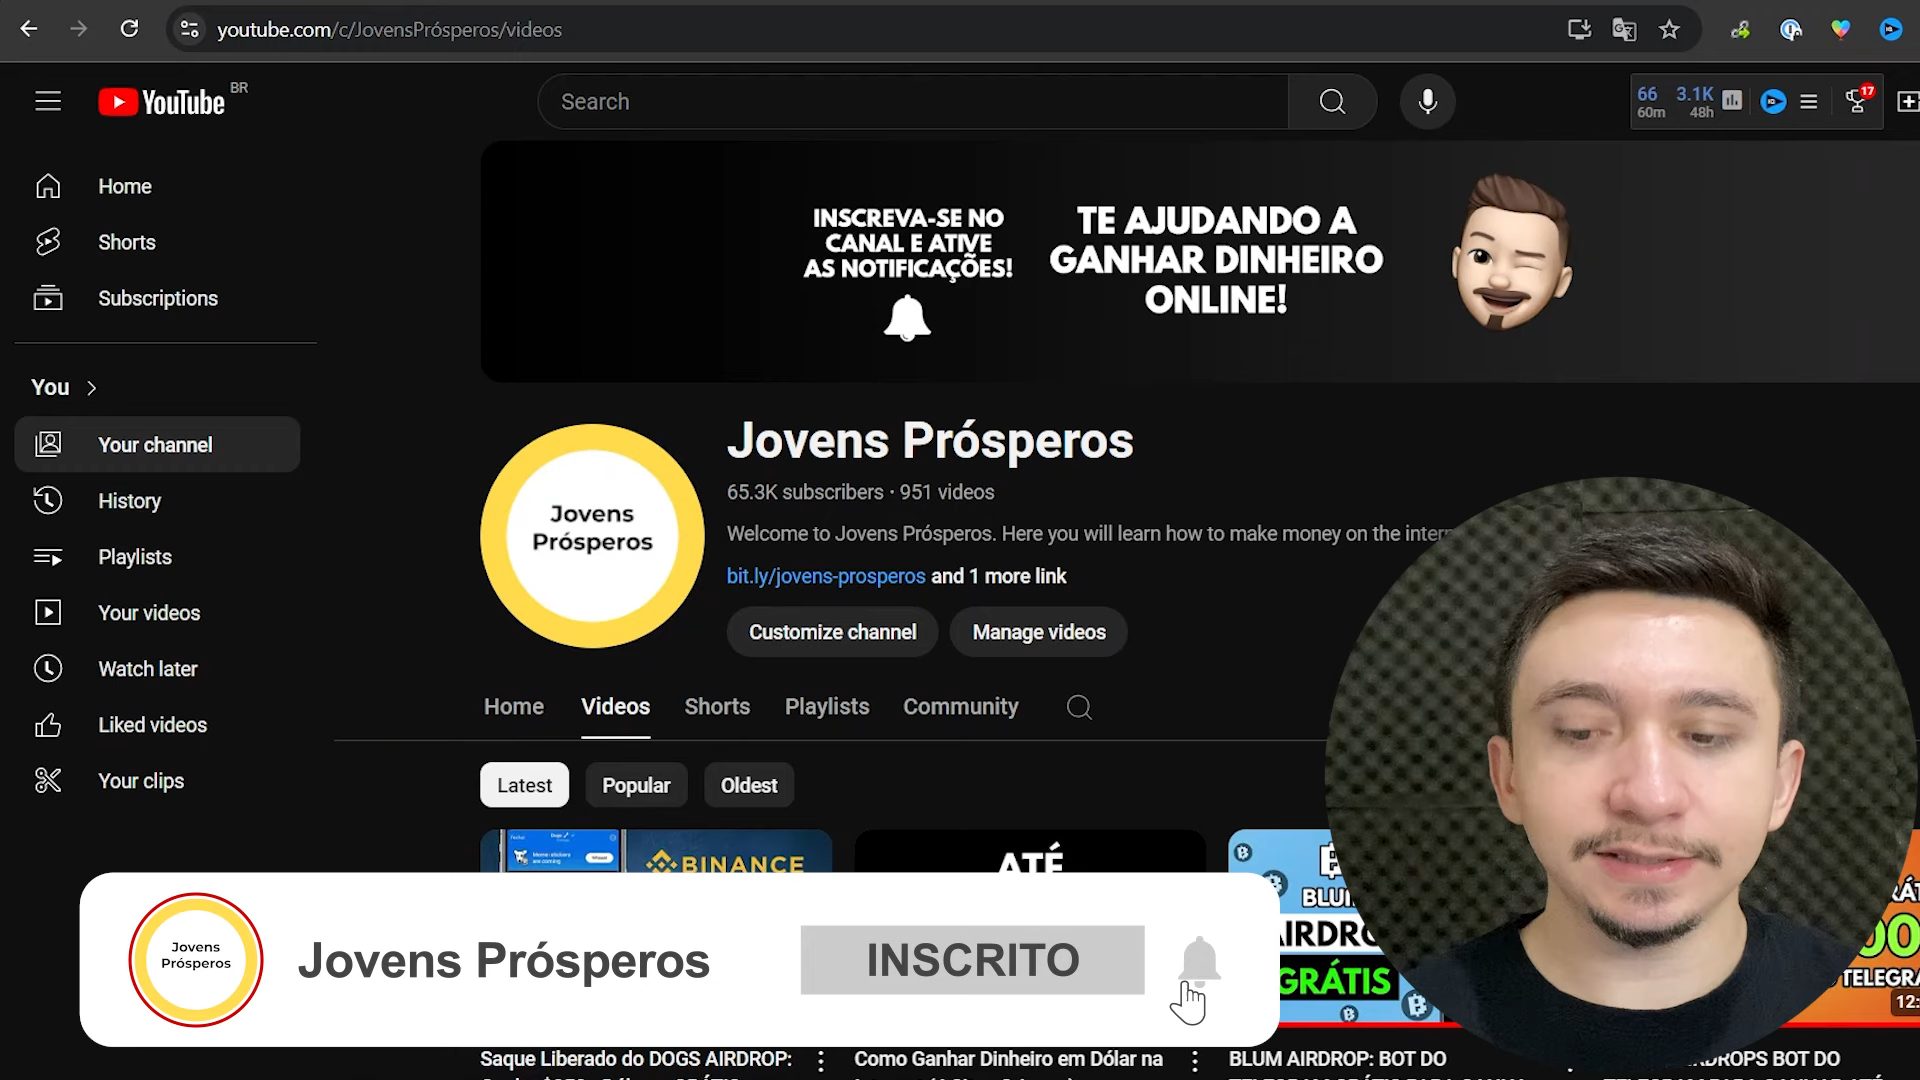 youtube.com/c/JovensPrósperos/videos
YouTube BR
Search
66 3.1K
60m 48h
17
Home
Shorts
Subscriptions
You
Your channel
History
Playlists
Your videos
Watch later
Liked videos
Your clips
INSCREVA-SE NO
CANAL E ATIVE
AS NOTIFICAÇÕES!
TE AJUDANDO A
GANHAR DINHEIRO
ONLINE!
Jovens
Prósperos
Jovens Prósperos
65.3K subscribers • 951 videos
Welcome to Jovens Prósperos. Here you will learn how to make money on the
bit.ly/jovens-prosperos and 1 more link
Customize channel
Manage videos
Home
Videos
Shorts
Playlists
Community
Latest
Popular
Oldest
BINANCE
ATÉ
GRÁTIS
TELEGRA
12:
Jovens
Prósperos
Jovens Prósperos
INSCRITO
Saque Liberado do DOGS AIRDROP:
Como Ganhar Dinheiro em Dólar na
BLUM AIRDROP: BOT DO
BOT DO